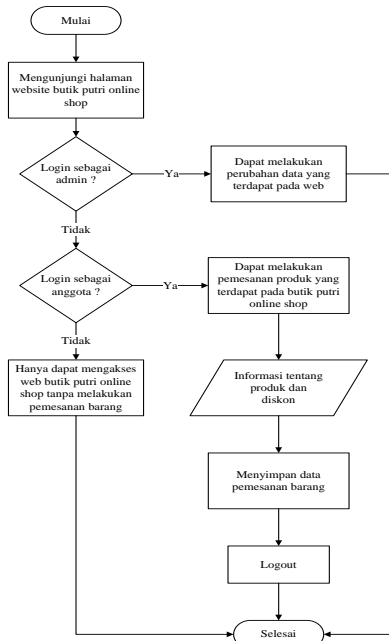 Mulai
Mengunjungi halaman
website butik putri online
shop
Login sebagai
admin ?
Ya
Dapat melakukan
perubahan data yang
terdapat pada web
Tidak
Login sebagai
anggota ?
Ya
Dapat melakukan
pemesanan produk yang
terdapat pada butik putri
online shop
Tidak
Hanya dapat mengakses
web butik putri online
shop tanpa melakukan
pemesanan barang
Informasi tentang
produk dan
diskon
Menyimpan data
pemesanan barang
Logout
Selesai